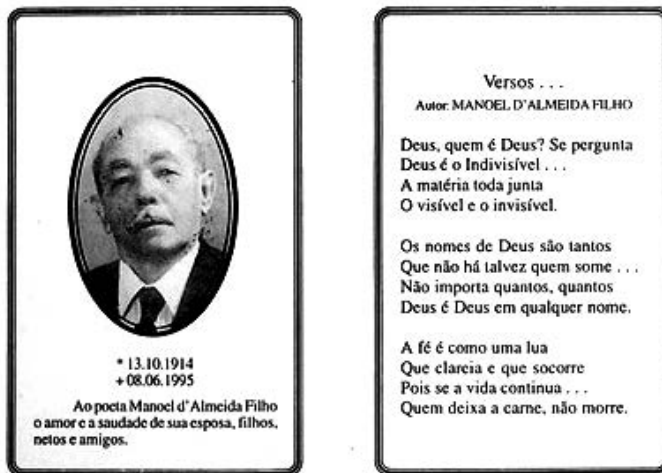 * 13.10.1914
+ 08.06.1995
Ao poeta Manoel d'Almeida Filho
o amor e a saudade de sua esposa, filhos,
netos e amigos.
Versos . . .
Autor: MANOEL D'ALMEIDA FILHO
Deus, quem é Deus? Se pergunta
Deus é o Indivisível . . .
A matéria toda junta
O visível e o invisível.
Os nomes de Deus são tantos
Que não há talvez quem some . . .
Não importa quantos, quantos
Deus é Deus em qualquer nome.
A fé é como uma lua
Que clareia e que socorre
Pois se a vida continua . . .
Quem deixa a carne, não morre.